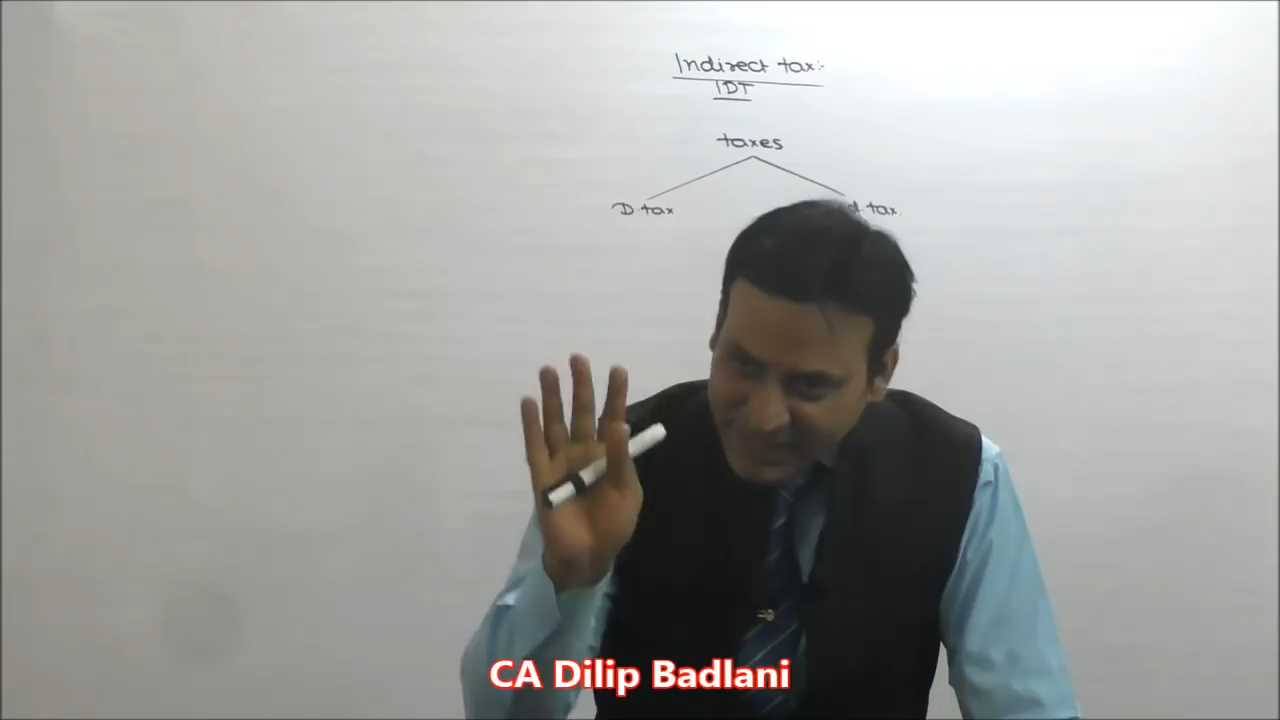 Indirect tax:-
IDT
taxes
D. tax tax.
CA Dilip Badlani